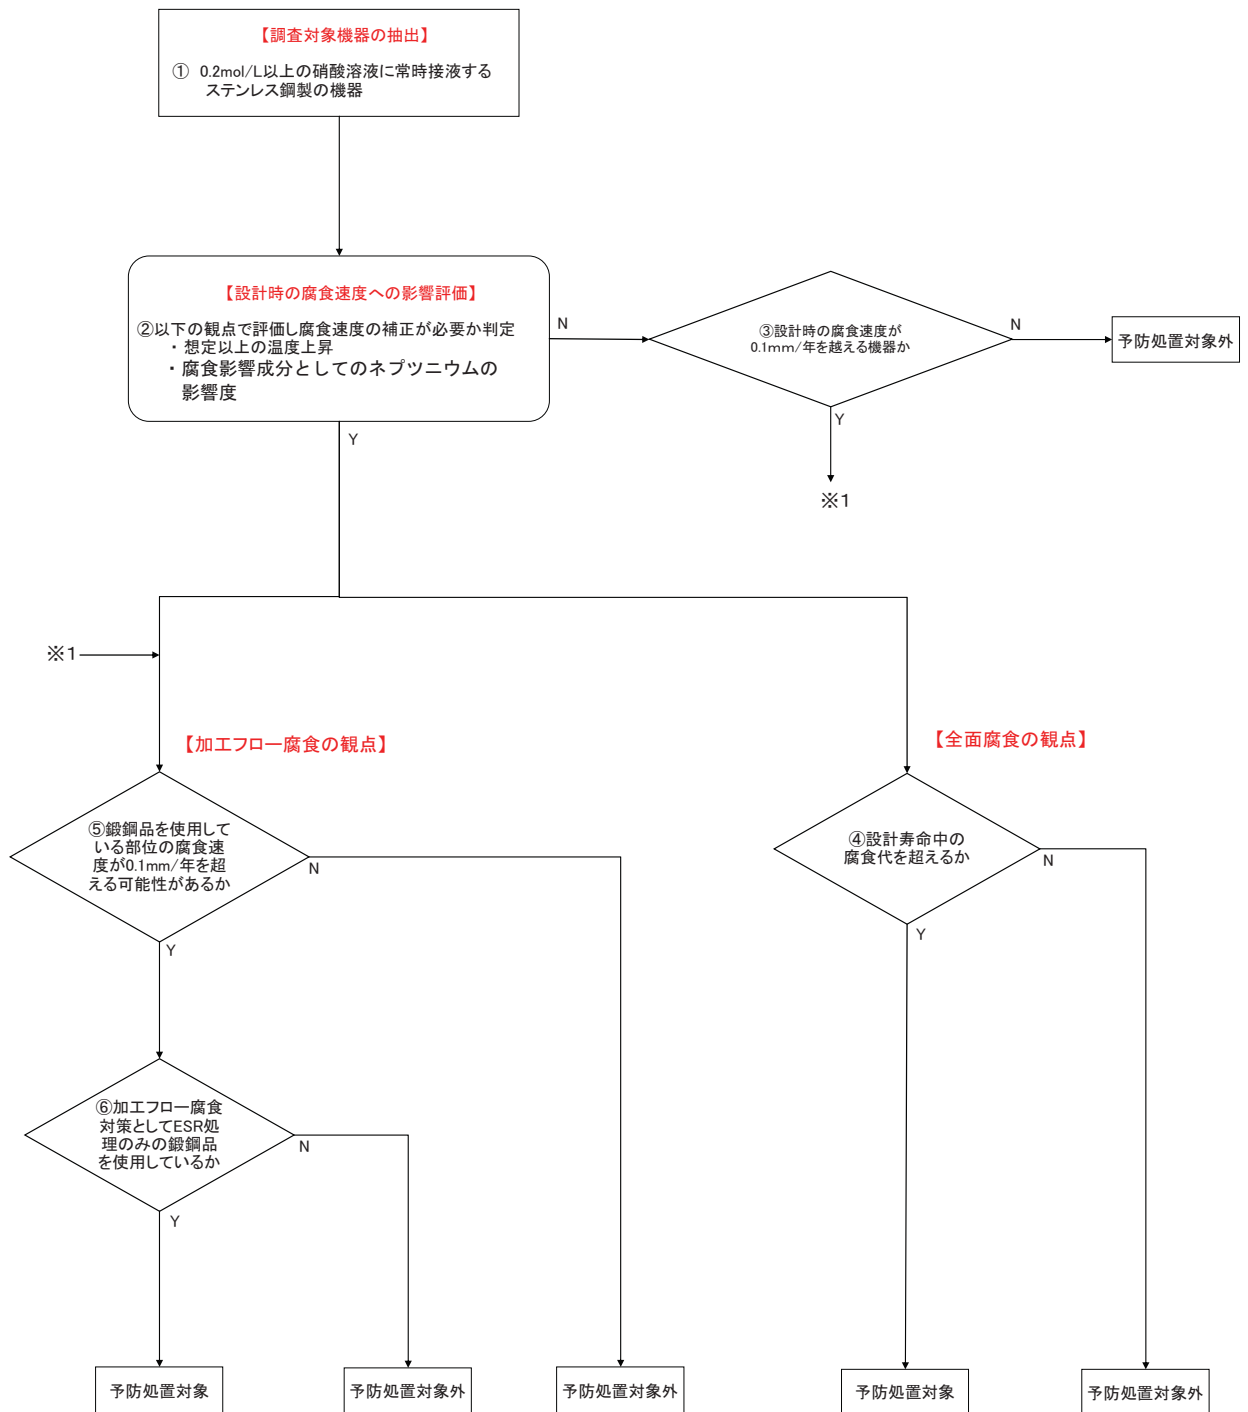 【調査対象機器の抽出】
① 0.2mol/L以上の硝酸溶液に常時接液する
ステンレス鋼製の機器
【設計時の腐食速度への影響評価】
②以下の観点で評価し腐食速度の補正が必要か判定
・想定以上の温度上昇
・腐食影響成分としてのネプツニウムの
影響度
N
Y
③設計時の腐食速度が
0.1mm/年を越える機器か
N
Y
予防処置対象外
※1
※1
【加工フロー腐食の観点】
⑤鍛鋼品を使用して
いる部位の腐食速
度が0.1mm/年を超
える可能性があるか
N
Y
⑥加工フロー腐食
対策としてESR処
理のみの鍛鋼品
を使用しているか
N
Y
【全面腐食の観点】
④設計寿命中の
腐食代を超えるか
N
Y
予防処置対象
予防処置対象外
予防処置対象外
予防処置対象
予防処置対象外